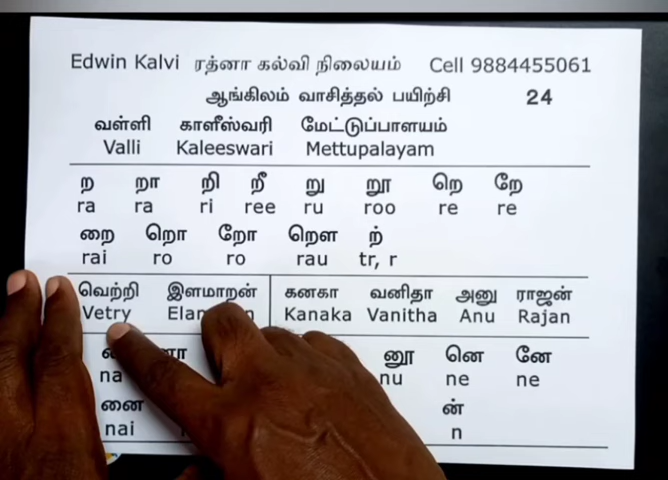 Edwin Kalvi ரத்னா கல்வி நிலையம் Cell 9884455061
ஆங்கிலம் வாசித்தல் பயிற்சி 24
வள்ளி காளீஸ்வரி மேட்டுப்பாளையம்
Valli Kaleeswari Mettupalayam
ற றா றி றீ று றூ றெ றே
ra ra ri ree ru roo re re
றை றொ றோ றௌ ற்
rai ro ro rau tr, r
வெற்றி இளமாறன் கனகா வனிதா அனு ராஜன்
Vetry Kanaka Vanitha Anu Rajan
னூ னெ னே
na nu ne ne
னை ன்
nai n